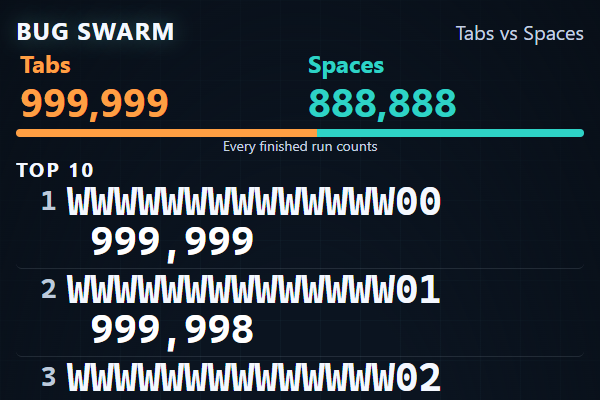 BUG SWARM
Tabs vs Spaces
Tabs
Spaces
999,999
888,888
Every finished run counts
TOP 10
1 WWWWWWWWWWWWWW00
999,999
2 WWWWWWWWWWWWWW01
999,998
3 WWWWWWWWWWWWWW02